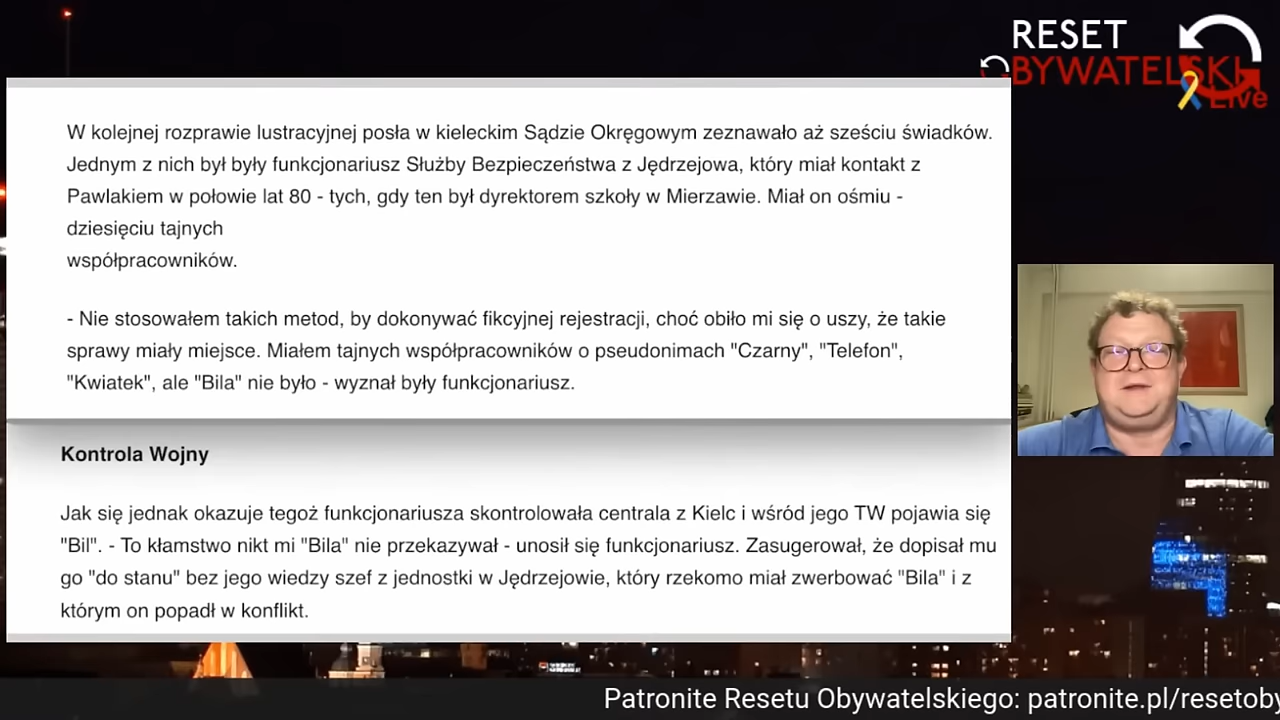 RESET
OBYWATELSKI
Live
W kolejnej rozprawie lustracyjnej posła w kieleckim Sądzie Okręgowym zeznawało aż sześciu świadków.
Jednym z nich był były funkcjonariusz Służby Bezpieczeństwa z Jędrzejowa, który miał kontakt z
Pawlakiem w połowie lat 80 - tych, gdy ten był dyrektorem szkoły w Mierzawie. Miał on ośmiu -
dziesięciu tajnych
współpracowników.
- Nie stosowałem takich metod, by dokonywać fikcyjnej rejestracji, choć obiło mi się o uszy, że takie
sprawy miały miejsce. Miałem tajnych współpracowników o pseudonimach "Czarny", "Telefon",
"Kwiatek", ale "Bila" nie było - wyznał były funkcjonariusz.
Kontrola Wojny
Jak się jednak okazuje tegoż funkcjonariusza skontrolowała centrala z Kielc i wśród jego TW pojawia się
"Bil". - To kłamstwo nikt mi "Bila" nie przekazywał - unosił się funkcjonariusz. Zasugerował, że dopisał mu
go "do stanu" bez jego wiedzy szef z jednostki w Jędrzejowie, który rzekomo miał zwerbować "Bila" i z
którym on popadł w konflikt.
Patronite Resetu Obywatelskiego: patronite.pl/resetoby